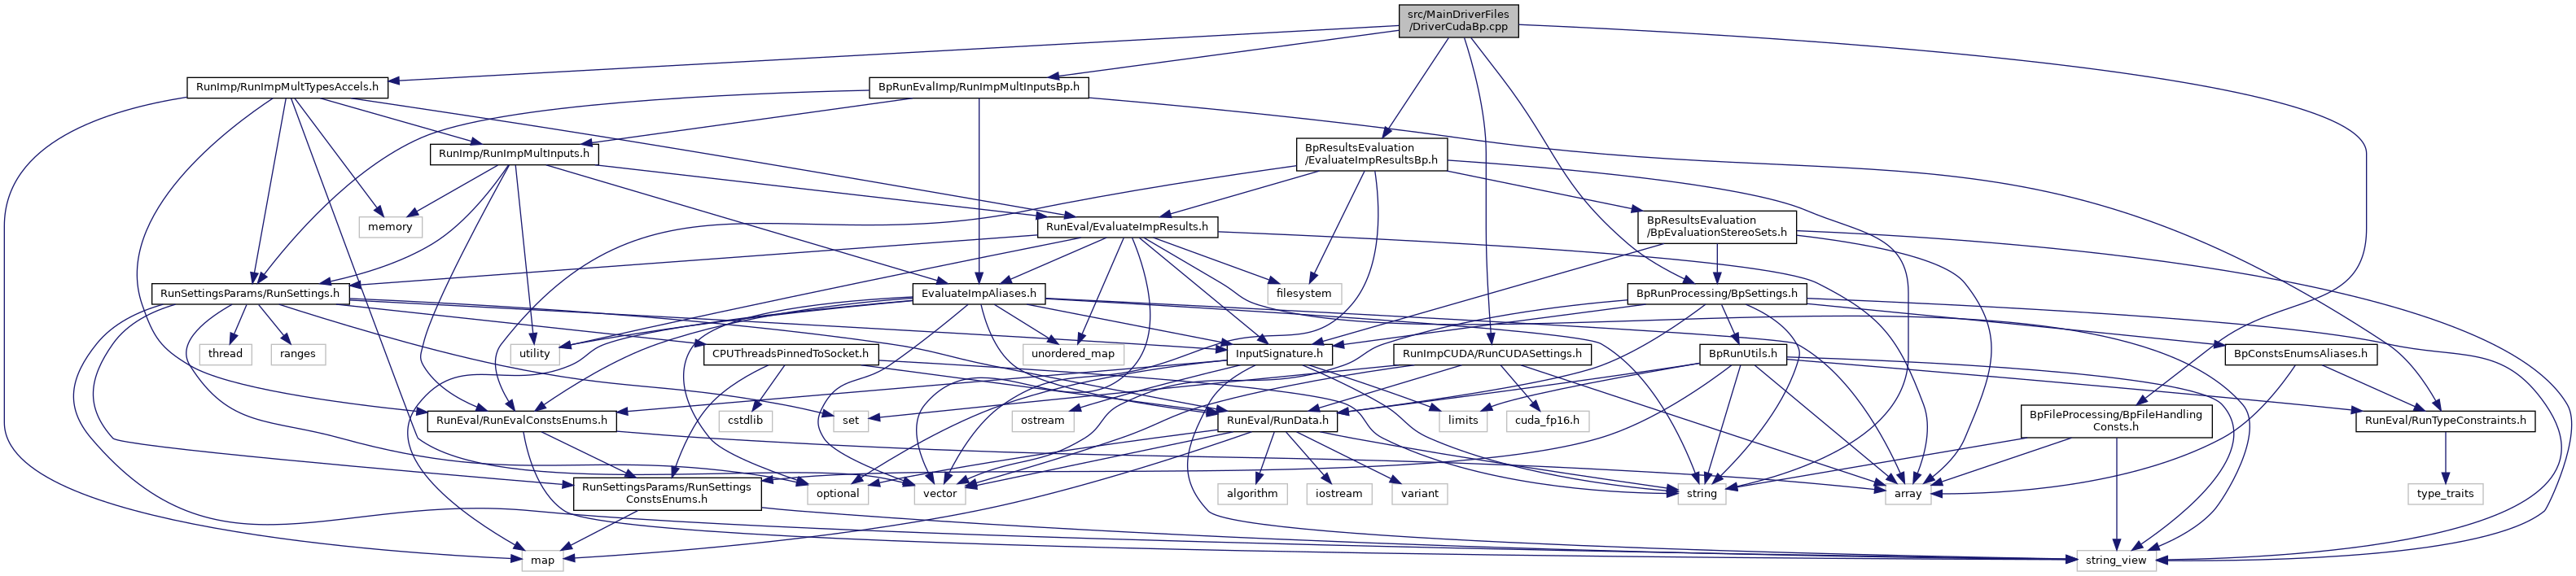 src/MainDriverFiles
/DriverCudaBp.cpp
RunImp/RunImpMultTypesAccels.h
BpRunEvalImp/RunImpMultInputsBp.h
RunImp/RunImpMultInputs.h
BpResultsEvaluation
/EvaluateImpResultsBp.h
memory
RunEval/EvaluateImpResults.h
BpResultsEvaluation
/BpEvaluationStereoSets.h
RunSettingsParams/RunSettings.h
EvaluateImpAliases.h
filesystem
BpRunProcessing/BpSettings.h
thread
ranges
utility
CPUThreadsPinnedToSocket.h
unordered_map
InputSignature.h
RunImpCUDA/RunCUDASettings.h
BpRunUtils.h
BpConstsEnumsAliases.h
RunEval/RunEvalConstsEnums.h
cstdlib
set
ostream
RunEval/RunData.h
limits
cuda_fp16.h
BpFileProcessing/BpFileHandling
Consts.h
RunEval/RunTypeConstraints.h
RunSettingsParams/RunSettings
ConstsEnums.h
optional
vector
algorithm
iostream
variant
string
array
type_traits
map
string_view